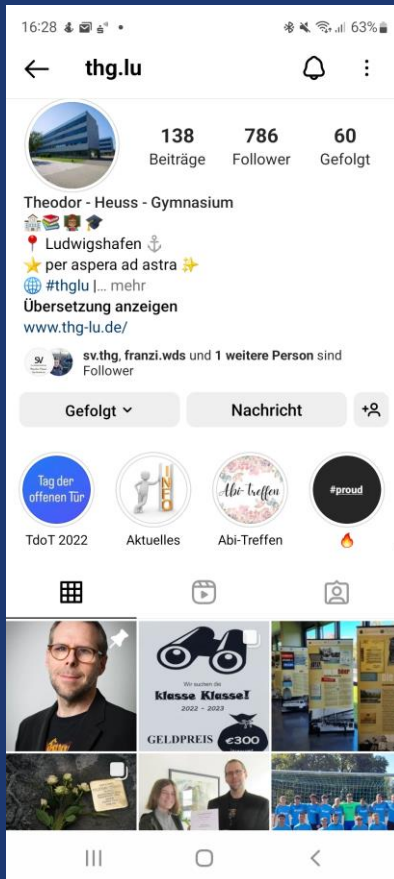 16:28
63%
thg.lu
138 786 60
Beiträge Follower Gefolgt
Theodor - Heuss - Gymnasium
Ludwigshafen
per aspera ad astra
#thglu |... mehr
Übersetzung anzeigen
www.thg-lu.de/
sv.thg, franzi.wds und 1 weitere Person sind
Follower
Gefolgt Nachricht
Tag der
offenen Tür
INFO
Abi-Treffen
#proud
TdoT 2022 Aktuelles Abi-Treffen
Wir suchen die
klasse Klasse!
2022 - 2023
GELDPREIS €300